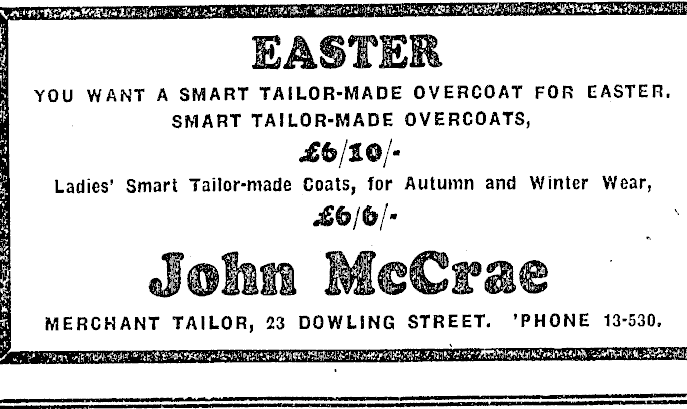 EASTER
YOU WANT A SMART TAILOR-MADE OVERCOAT FOR EASTER.
SMART TAILOR-MADE OVERCOATS,
£6/10/-
Ladies' Smart Tailor-made Coats, for Autumn and Winter Wear,
£6/6/-
John McCrae
MERCHANT TAILOR, 23 DOWLING STREET. 'PHONE 13-530.